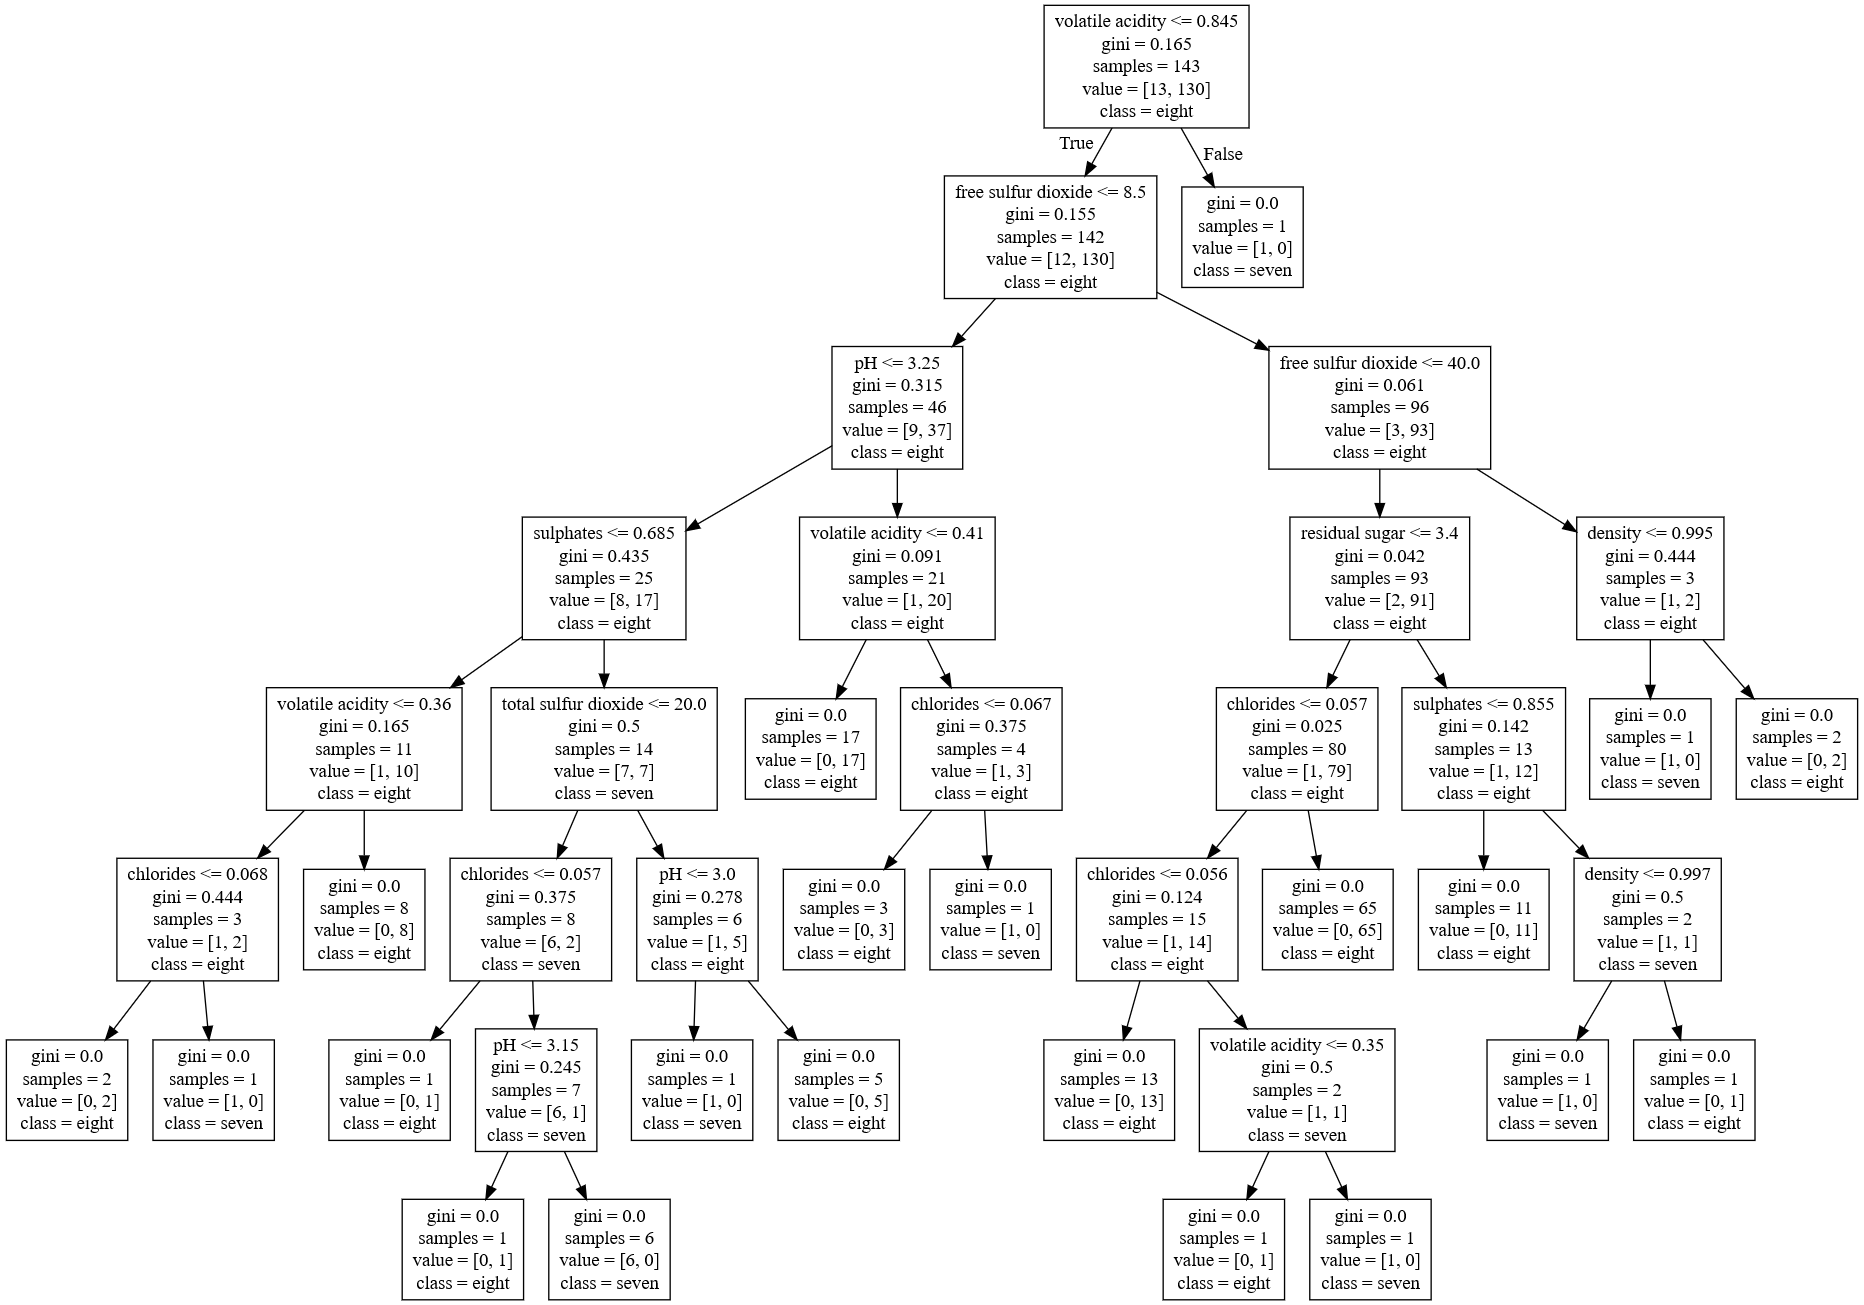 volatile acidity <= 0.845
gini = 0.165
samples = 143
value = [13, 130]
class = eight
True
False
free sulfur dioxide <= 8.5
gini = 0.155
samples = 142
value = [12, 130]
class = eight
gini = 0.0
samples = 1
value = [1, 0]
class = seven
pH <= 3.25
gini = 0.315
samples = 46
value = [9, 37]
class = eight
free sulfur dioxide <= 40.0
gini = 0.061
samples = 96
value = [3, 93]
class = eight
sulphates <= 0.685
gini = 0.435
samples = 25
value = [8, 17]
class = eight
volatile acidity <= 0.41
gini = 0.091
samples = 21
value = [1, 20]
class = eight
residual sugar <= 3.4
gini = 0.042
samples = 93
value = [2, 91]
class = eight
density <= 0.995
gini = 0.444
samples = 3
value = [1, 2]
class = eight
volatile acidity <= 0.36
gini = 0.165
samples = 11
value = [1, 10]
class = eight
total sulfur dioxide <= 20.0
gini = 0.5
samples = 14
value = [7, 7]
class = seven
gini = 0.0
samples = 17
value = [0, 17]
class = eight
chlorides <= 0.067
gini = 0.375
samples = 4
value = [1, 3]
class = eight
chlorides <= 0.057
gini = 0.025
samples = 80
value = [1, 79]
class = eight
sulphates <= 0.855
gini = 0.142
samples = 13
value = [1, 12]
class = eight
gini = 0.0
samples = 1
value = [1, 0]
class = seven
gini = 0.0
samples = 2
value = [0, 2]
class = eight
chlorides <= 0.068
gini = 0.444
samples = 3
value = [1, 2]
class = eight
gini = 0.0
samples = 8
value = [0, 8]
class = eight
chlorides <= 0.057
gini = 0.375
samples = 8
value = [6, 2]
class = seven
pH <= 3.0
gini = 0.278
samples = 6
value = [1, 5]
class = eight
gini = 0.0
samples = 3
value = [0, 3]
class = eight
gini = 0.0
samples = 1
value = [1, 0]
class = seven
chlorides <= 0.056
gini = 0.124
samples = 15
value = [1, 14]
class = eight
gini = 0.0
samples = 65
value = [0, 65]
class = eight
gini = 0.0
samples = 11
value = [0, 11]
class = eight
density <= 0.997
gini = 0.5
samples = 2
value = [1, 1]
class = seven
gini = 0.0
samples = 2
value = [0, 2]
class = eight
gini = 0.0
samples = 1
value = [1, 0]
class = seven
gini = 0.0
samples = 1
value = [0, 1]
class = eight
pH <= 3.15
gini = 0.245
samples = 7
value = [6, 1]
class = seven
gini = 0.0
samples = 1
value = [1, 0]
class = seven
gini = 0.0
samples = 5
value = [0, 5]
class = eight
gini = 0.0
samples = 13
value = [0, 13]
class = eight
volatile acidity <= 0.35
gini = 0.5
samples = 2
value = [1, 1]
class = seven
gini = 0.0
samples = 1
value = [1, 0]
class = seven
gini = 0.0
samples = 1
value = [0, 1]
class = eight
gini = 0.0
samples = 1
value = [0, 1]
class = eight
gini = 0.0
samples = 6
value = [6, 0]
class = seven
gini = 0.0
samples = 1
value = [0, 1]
class = eight
gini = 0.0
samples = 1
value = [1, 0]
class = seven